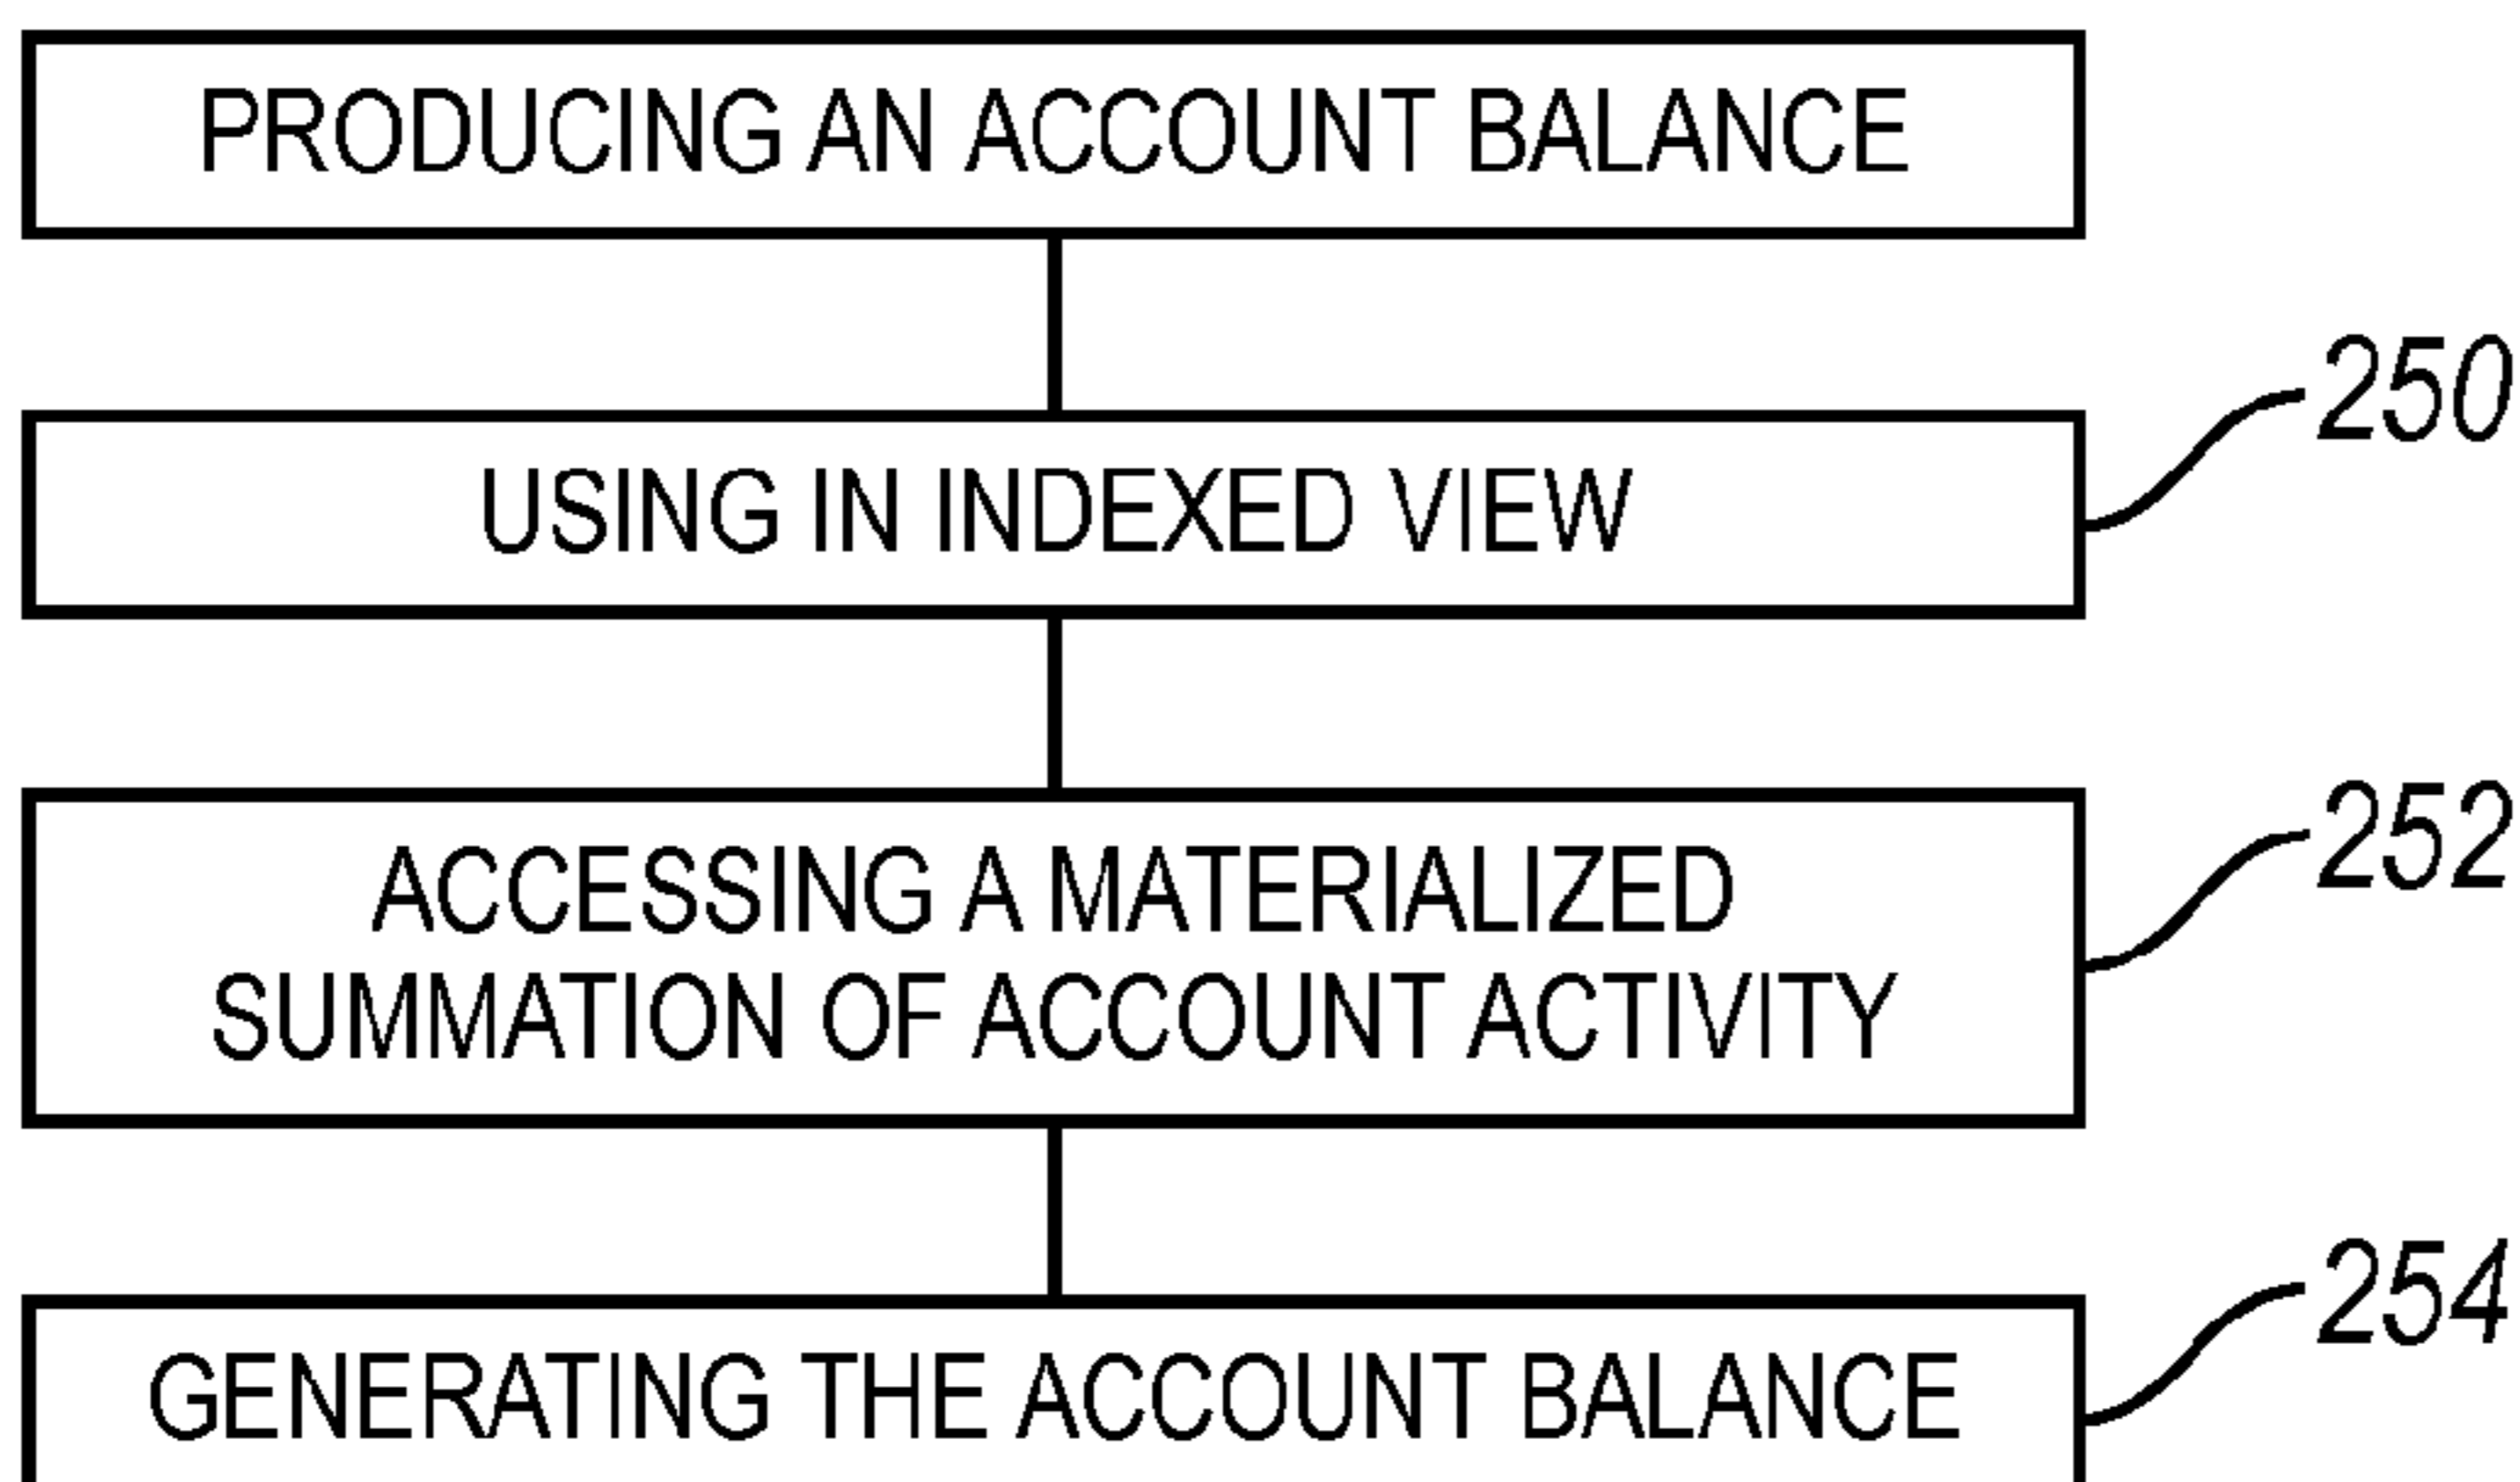 PRODUCING AN ACCOUNT BALANCE
250
USING IN INDEXED VIEW
252
ACCESSING A MATERIALIZED
SUMMATION OF ACCOUNT ACTIVITY
254
GENERATING THE ACCOUNT BALANCE